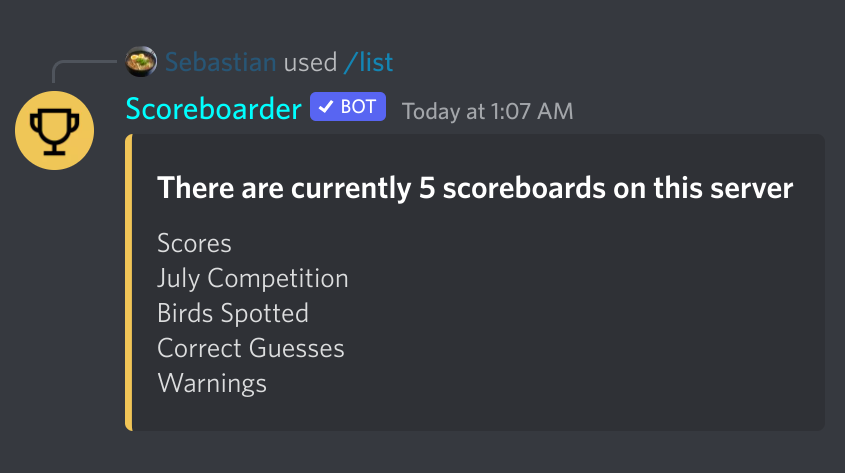 Sebastian used /list
Scoreboarder BOT Today at 1:07 AM
There are currently 5 scoreboards on this server
Scores
July Competition
Birds Spotted
Correct Guesses
Warnings